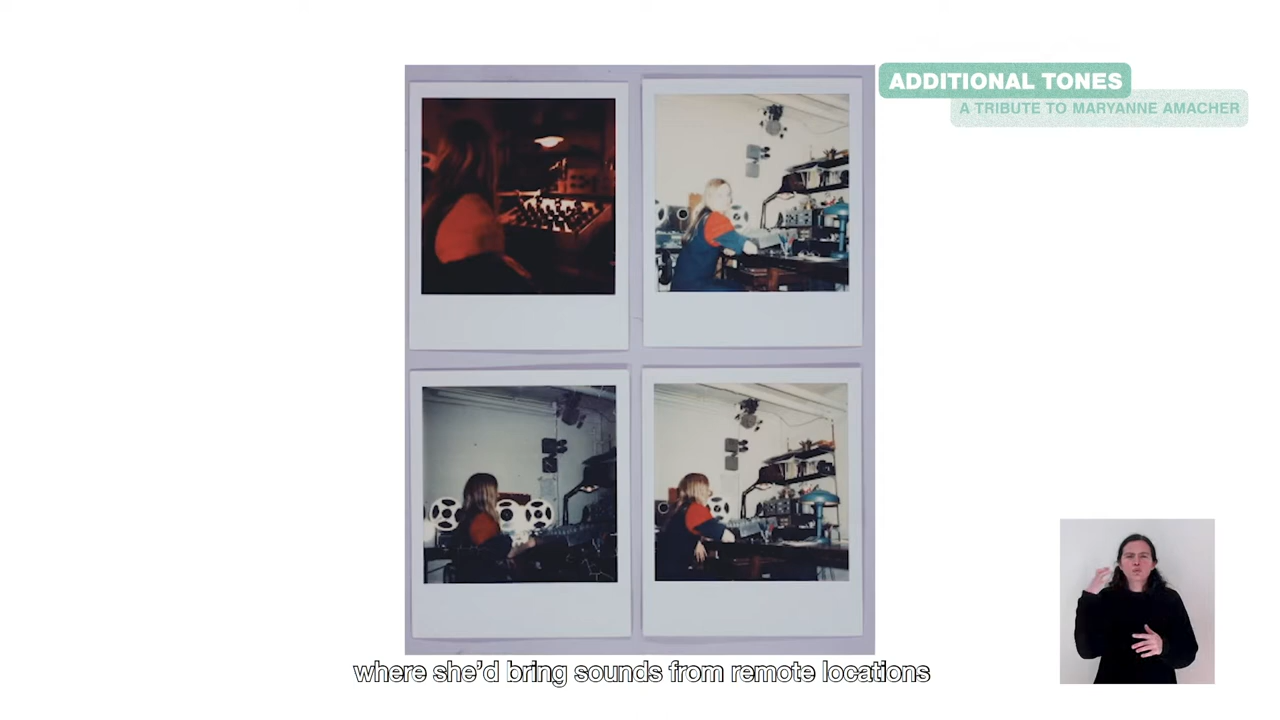 ADDITIONAL TONES
A TRIBUTE TO MARYANNE AMACHER
where she'd bring sounds from remote locations